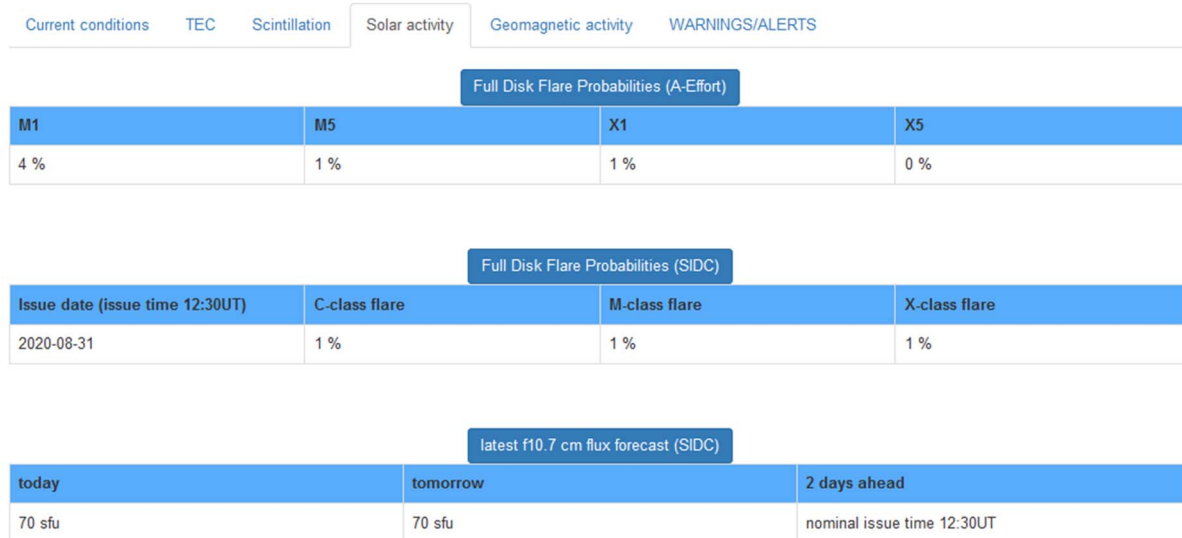 Current conditions TEC Scintillation Solar activity Geomagnetic activity WARNINGS/ALERTS
Full Disk Flare Probabilities (A-Effort)
M1 M5 X1 X5
4 % 1 % 1 % 0 %
Full Disk Flare Probabilities (SIDC)
Issue date (issue time 12:30UT) C-class flare M-class flare X-class flare
2020-08-31 1 % 1 % 1 %
latest f10.7 cm flux forecast (SIDC)
today tomorrow 2 days ahead
70 sfu 70 sfu nominal issue time 12:30UT